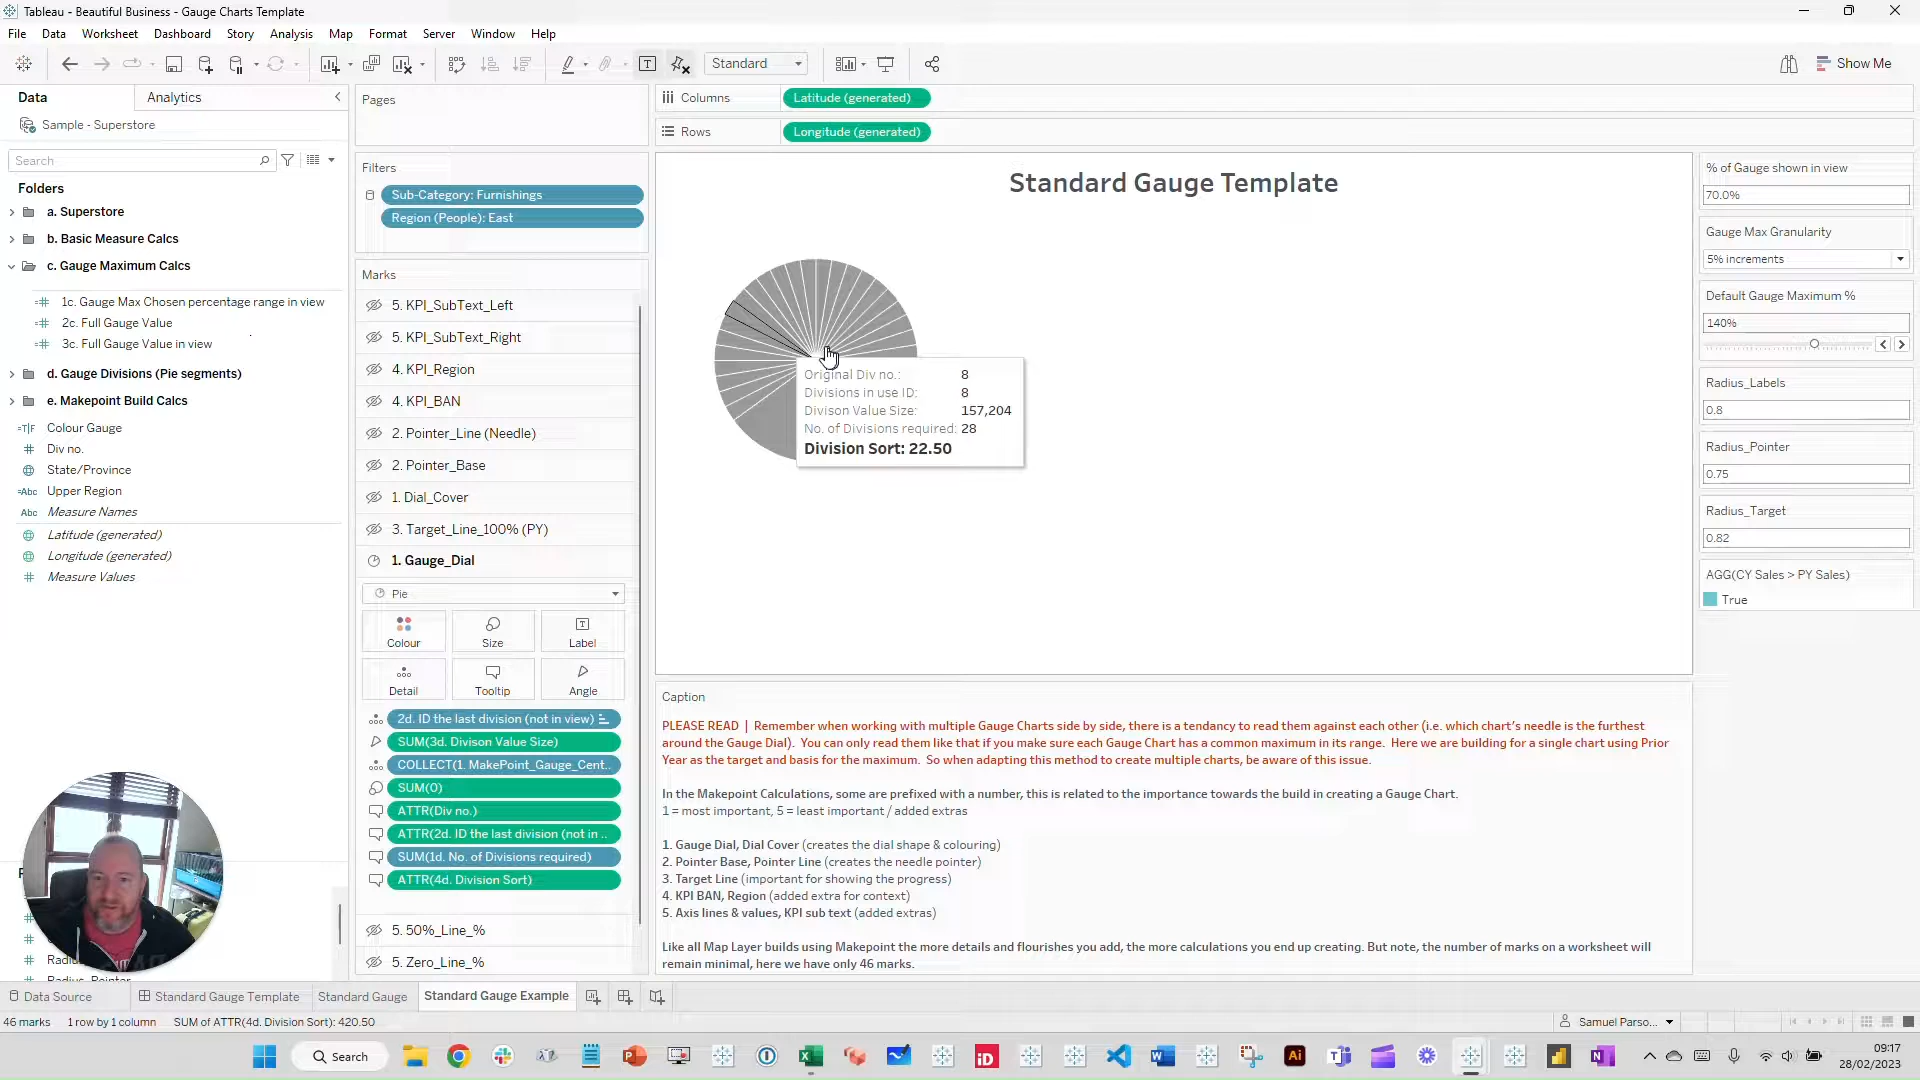 Tableau - Beautiful Business - Gauge Charts Template
File Data Worksheet Dashboard Story Analysis Map Format Server Window Help
Standard
Show Me
Data
Analytics
Sample - Superstore
Search
Folders
a. Superstore
b. Basic Measure Calcs
c. Gauge Maximum Calcs
1c. Gauge Max Chosen percentage range in view
2c. Full Gauge Value
3c. Full Gauge Value in view
d. Gauge Divisions (Pie segments)
e. Makepoint Build Calcs
=T|F Colour Gauge
Div no.
State/Province
=Abc Upper Region
Abc Measure Names
Latitude (generated)
Longitude (generated)
Measure Values
Pages
Filters
Sub-Category: Furnishings
Region (People): East
Marks
5. KPI_SubText_Left
5. KPI_SubText_Right
4. KPI_Region
4. KPI_BAN
2. Pointer_Line (Needle)
2. Pointer_Base
1. Dial_Cover
3. Target_Line_100% (PY)
1. Gauge_Dial
Pie
Colour
Size
Label
Detail
Tooltip
Angle
2d. ID the last division (not in view)
SUM(3d. Divison Value Size)
COLLECT(1. MakePoint_Gauge_Cent..
SUM(0)
ATTR(Div no.)
ATTR(2d. ID the last division (not in ..
SUM(1d. No. of Divisions required)
ATTR(4d. Division Sort)
5. 50%_Line_%
5. Zero_Line_%
Columns
Latitude (generated)
Rows
Longitude (generated)
Standard Gauge Template
Original Div no.: 8
Divisions in use ID: 8
Divison Value Size: 157,204
No. of Divisions required: 28
Division Sort: 22.50
Caption
PLEASE READ | Remember when working with multiple Gauge Charts side by side, there is a tendency to read them against each other (i.e. which chart's needle is the furthest
around the Gauge Dial). You can only read them like that if you make sure each Gauge Chart has a common maximum in its range. Here we are building for a single chart using Prior
Year as the target and basis for the maximum. So when adapting this method to create multiple charts, be aware of this issue.
In the Makepoint Calculations, some are prefixed with a number, this is related to the importance towards the build in creating a Gauge Chart.
1 = most important, 5 = least important / added extras
1. Gauge Dial, Dial Cover (creates the dial shape & colouring)
2. Pointer Base, Pointer Line (creates the needle pointer)
3. Target Line (important for showing the progress)
4. KPI BAN, Region (added extra for context)
5. Axis lines & values, KPI sub text (added extras)
Like all Map Layer builds using Makepoint the more details and flourishes you add, the more calculations you end up creating. But note, the number of marks on a worksheet will
remain minimal, here we have only 46 marks.
% of Gauge shown in view
70.0%
Gauge Max Granularity
5% increments
Default Gauge Maximum %
140%
Radius_Labels
0.8
Radius_Pointer
0.75
Radius_Target
0.82
AGG(CY Sales > PY Sales)
True
Data Source
Standard Gauge Template
Standard Gauge
Standard Gauge Example
46 marks
1 row by 1 column
SUM of ATTR(4d. Division Sort): 420.50
Samuel Parso...
Search
iD
Ai
09:17
28/02/2023